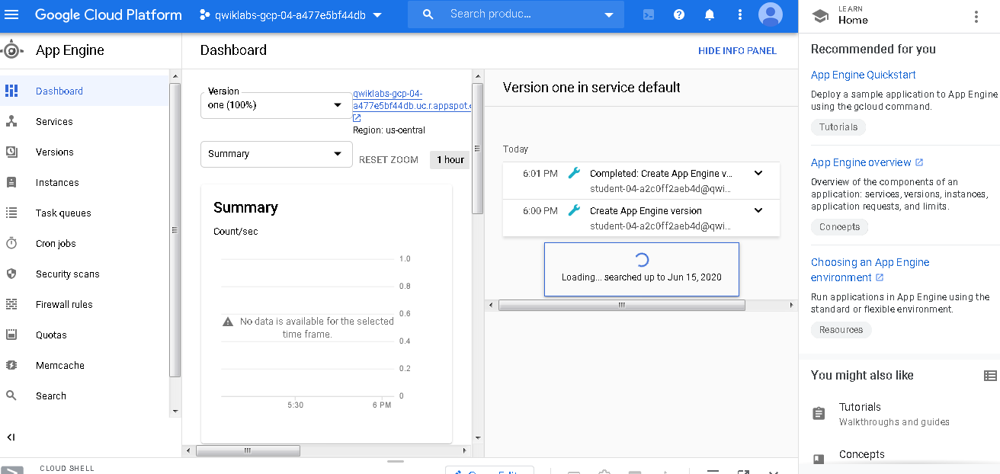 Google Cloud Platform
qwiklabs-gcp-04-a477e5bf44db
Search produc...
LEARN
Home
App Engine
Dashboard
Services
Versions
Instances
Task queues
Cron jobs
Security scans
Firewall rules
Quotas
Memcache
Search
Dashboard
HIDE INFO PANEL
Version
one (100%)
qwiklabs-gcp-04-
a477e5bf44db.uc.r.appspot.
Region: us-central
Summary
RESET ZOOM
1 hour
Summary
Count/sec
1.0
0.8
0.6
No data is available for the selected
time frame.
0.4
0.2
0
5:30
6 PM
Version one in service default
Today
6:01 PM
Completed: Create App Engine v...
student-04-a2c0ff2aeb4d@qwi...
6:00 PM
Create App Engine version
student-04-a2c0ff2aeb4d@qwi...
Loading... searched up to Jun 15, 2020
Recommended for you
App Engine Quickstart
Deploy a sample application to App Engine
using the gcloud command.
Tutorials
App Engine overview
Overview of the components of an
application: services, versions, instances,
application requests, and limits.
Concepts
Choosing an App Engine
environment
Run applications in App Engine using the
standard or flexible environment.
Resources
You might also like
Tutorials
Walkthroughs and guides
Concepts
CLOUD SHELL